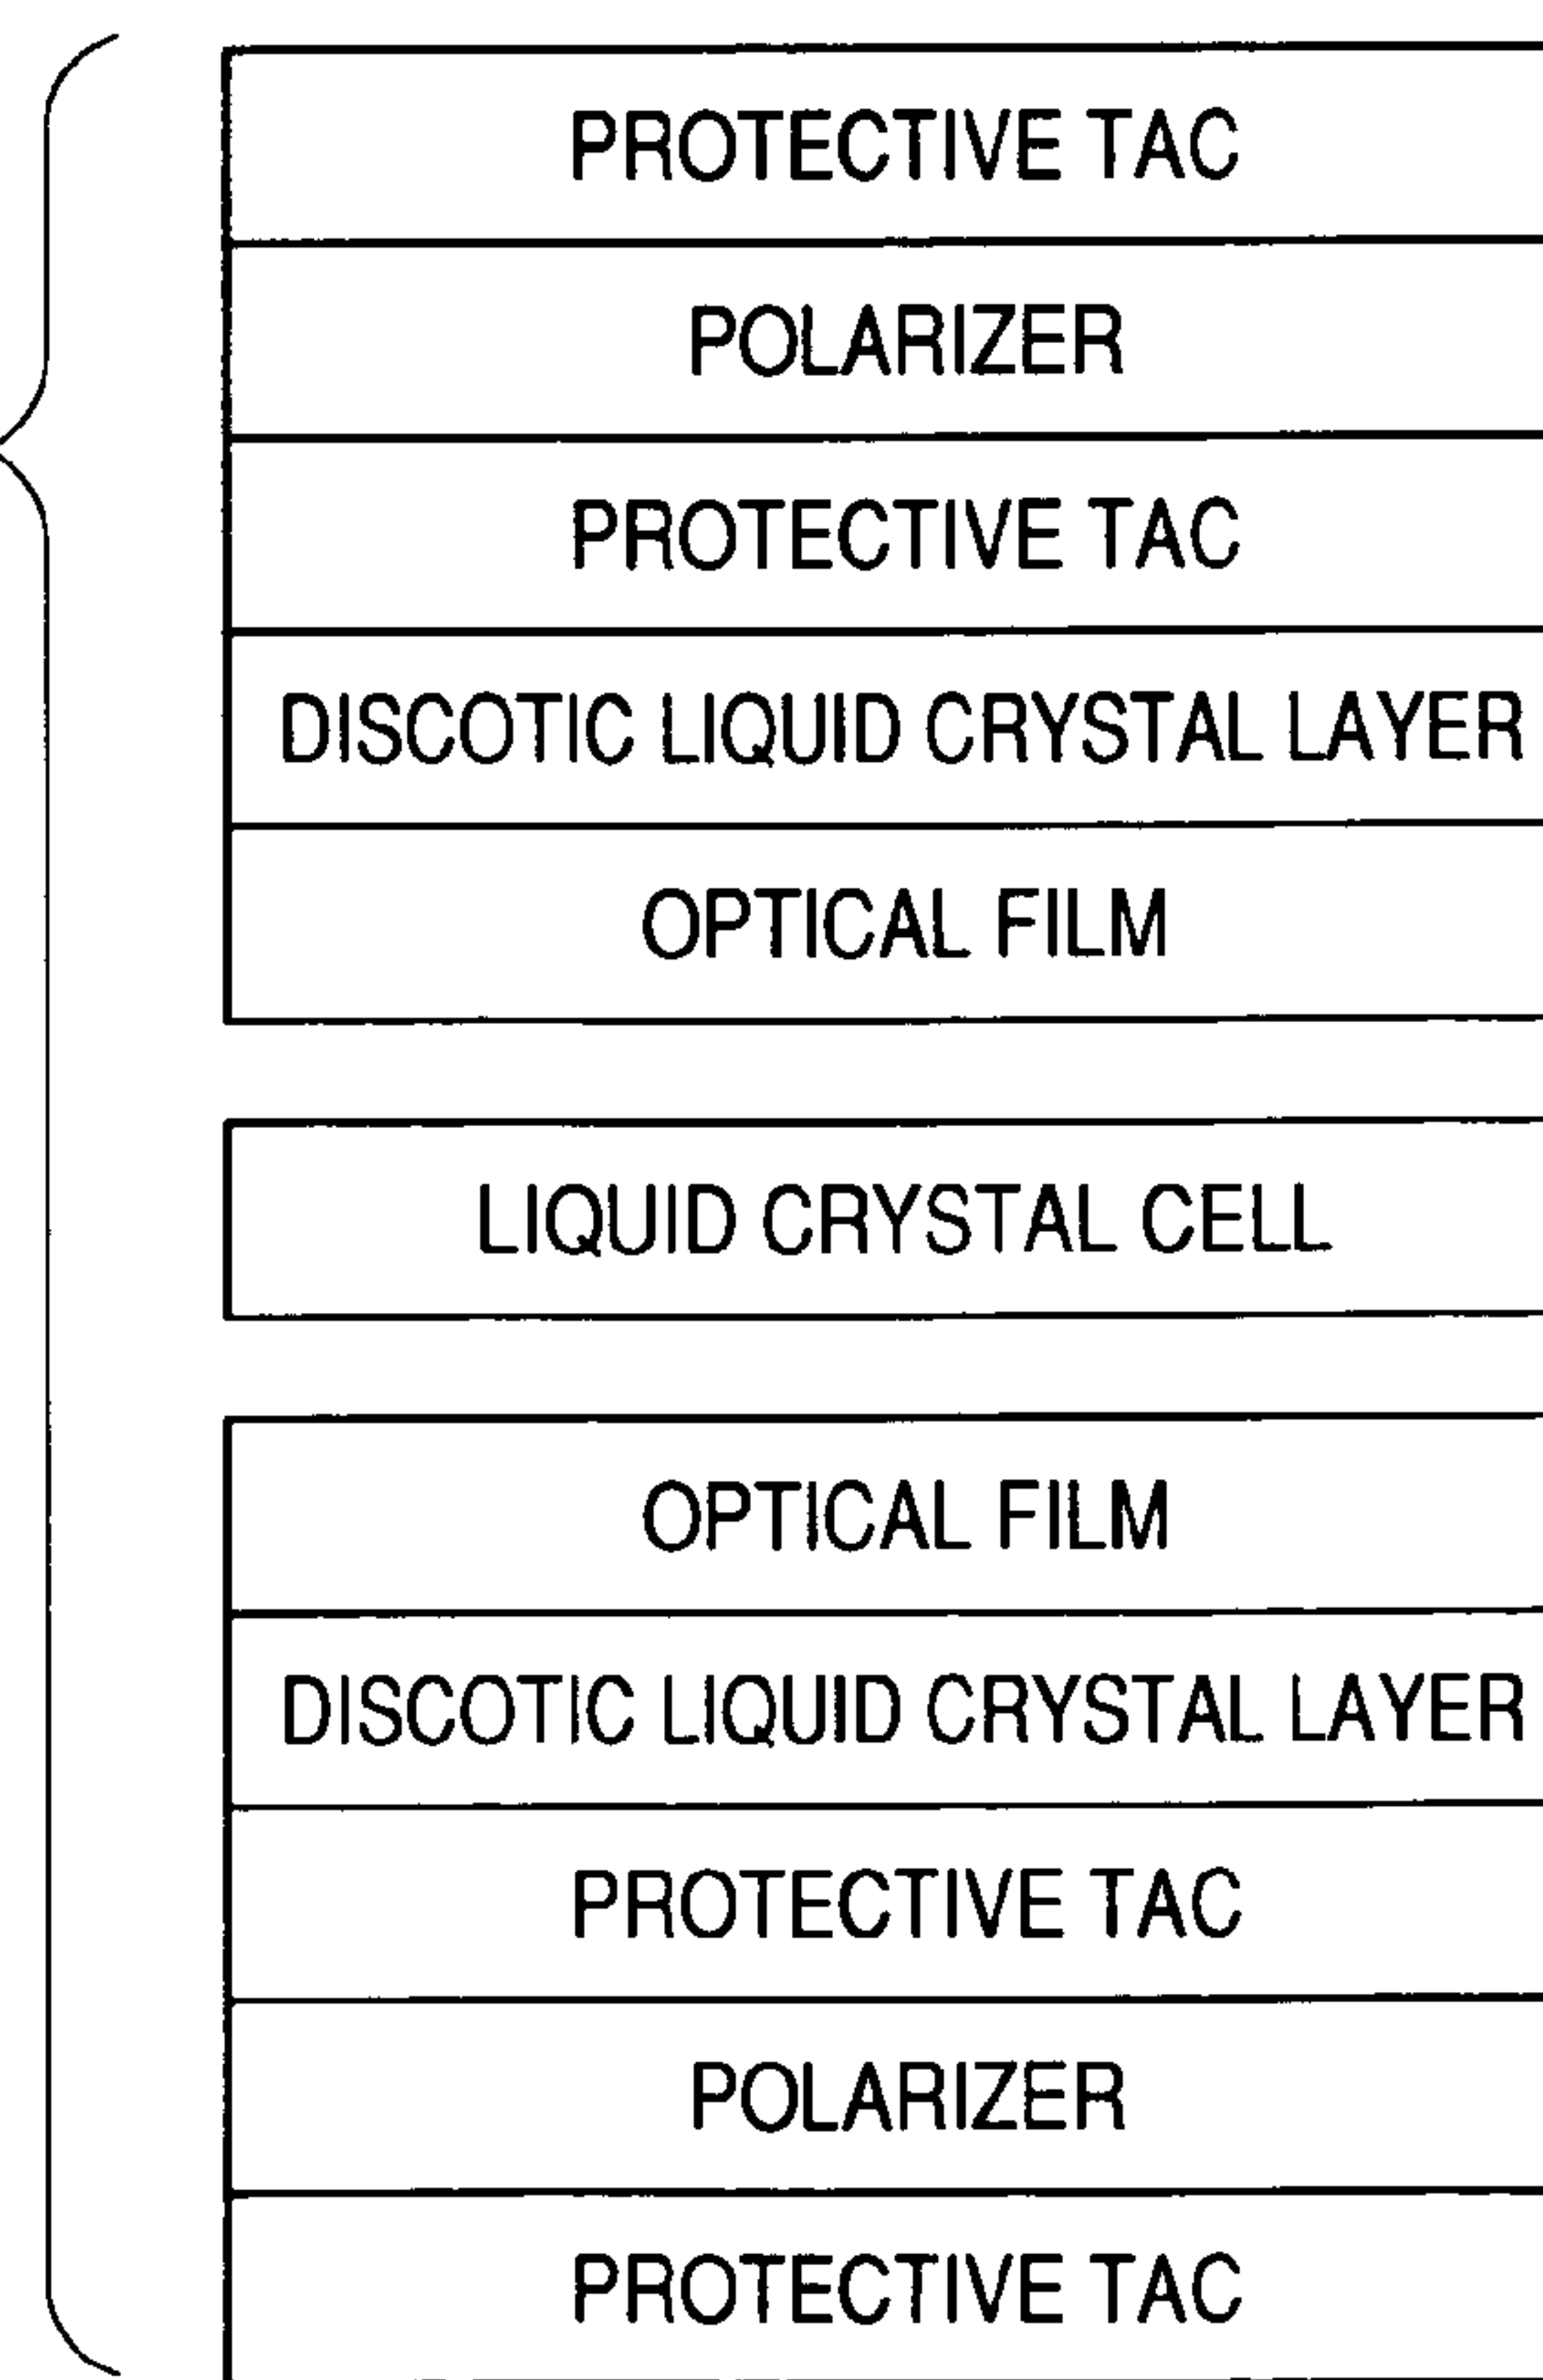 PROTECTIVE TAC
POLARIZER
PROTECTIVE TAC
DISCOTIC LIQUID CRYSTAL LAYER
OPTICAL FILM
LIQUID CRYSTAL CELL
OPTICAL FILM
DISCOTIC LIQUID CRYSTAL LAYER
PROTECTIVE TAC
POLARIZER
PROTECTIVE TAC